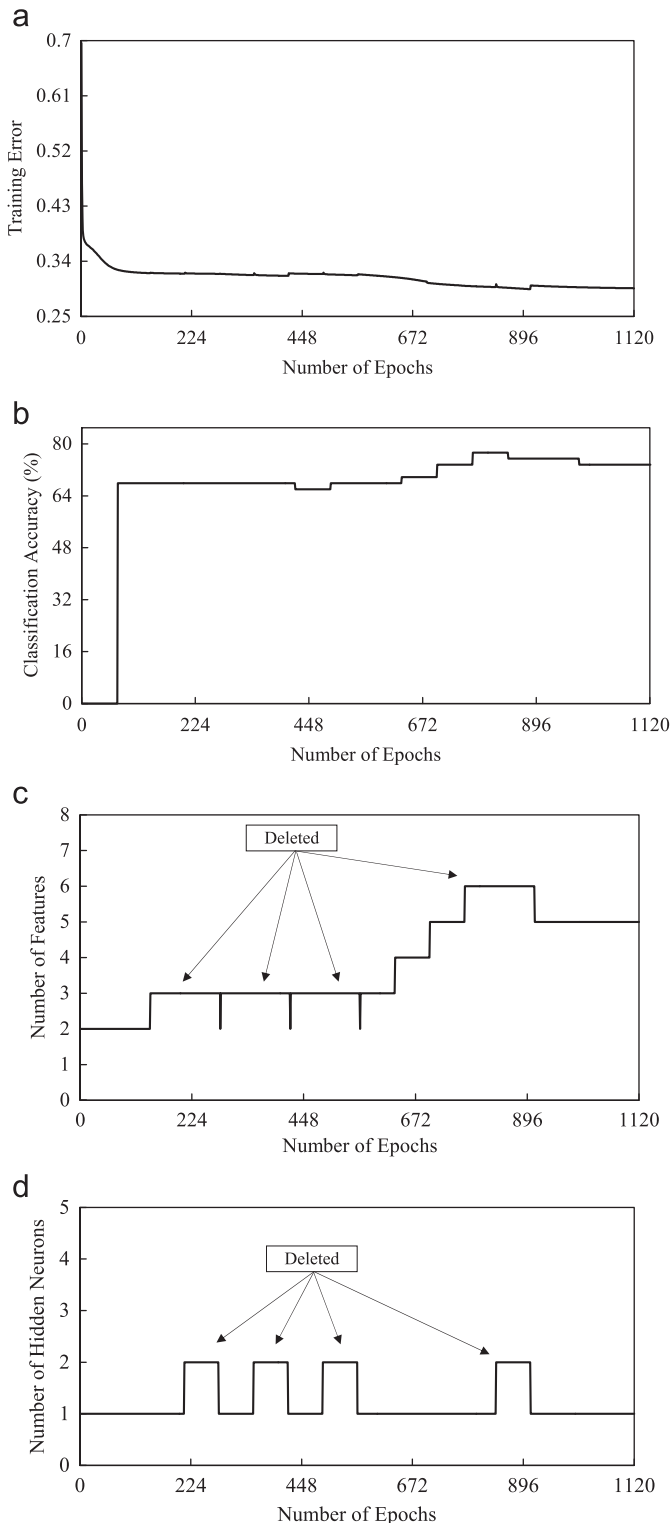 a
0.7
0.61
0.52
0.43
0.34
0.25
Training Error
0 224 448 672 896 1120
Number of Epochs
b
80
64
48
32
16
0
Classification Accuracy (%)
0 224 448 672 896 1120
Number of Epochs
c
8
7
6
5
4
3
2
1
0
Number of Features
Deleted
0 224 448 672 896 1120
Number of Epochs
d
5
4
3
2
1
0
Number of Hidden Neurons
Deleted
0 224 448 672 896 1120
Number of Epochs